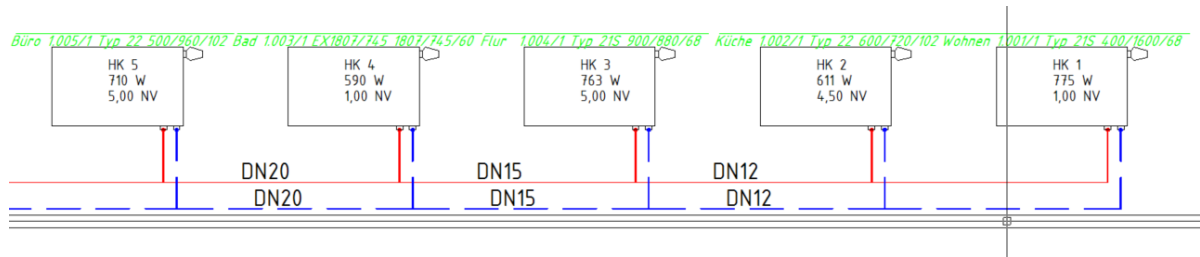 Büro 1.005/1 Typ 22 500/960/102 Bad 1.003/1 EX1807/745 1807/745/60 Flur 1.004/1 Typ 21S 900/880/68 Küche 1.002/1 Typ 22 600/720/102 Wohnen 1.001/1 Typ 21S 400/1600/68
HK 5
710 W
5,00 NV
HK 4
590 W
1,00 NV
HK 3
763 W
5,00 NV
HK 2
611 W
4,50 NV
HK 1
775 W
1,00 NV
DN20 DN15 DN12
DN20 DN15 DN12